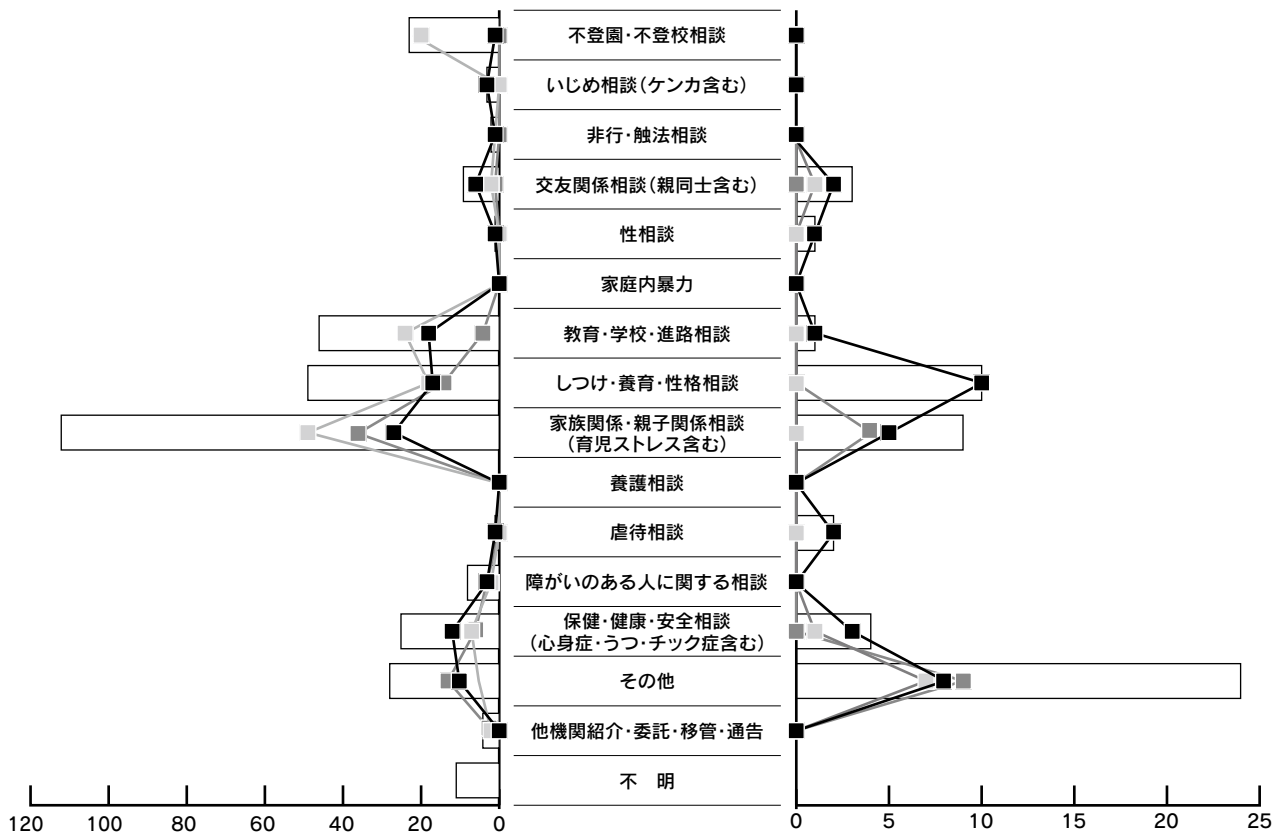 不登園・不登校相談
いじめ相談（ケンカ含む）
非行・触法相談
交友関係相談（親同士含む）
性相談
家庭内暴力
教育・学校・進路相談
しつけ・養育・性格相談
家族関係・親子関係相談
（育児ストレス含む）
養護相談
虐待相談
障がいのある人に関する相談
保健・健康・安全相談
（心身症・うつ・チック症含む）
その他
他機関紹介・委託・移管・通告
不　明
120 100 80 60 40 20 0
0 5 10 15 20 25